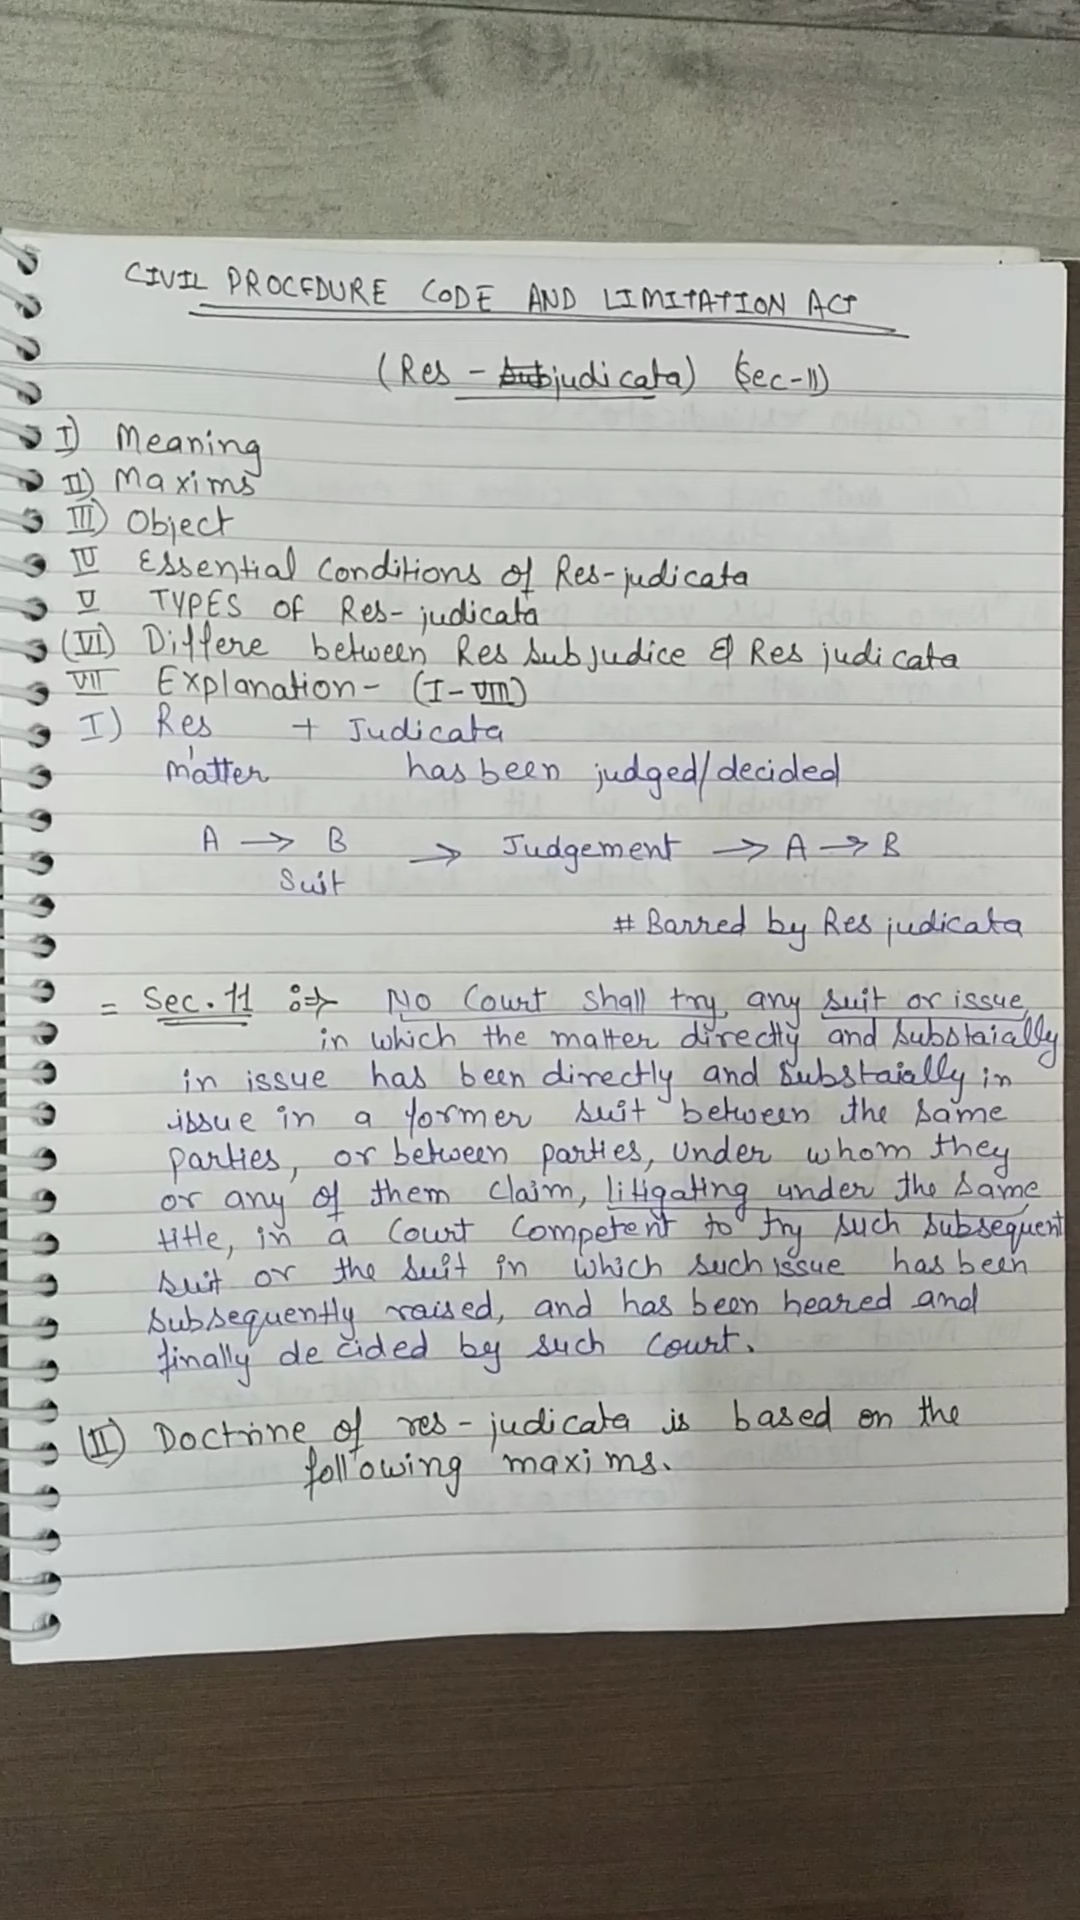 CIVIL PROCEDURE CODE AND LIMITATION ACT
(Res - judicata) (Sec-11)
I) Meaning
II) Maxims
III) Object
IV Essential Conditions of Res-judicata
V TYPES of Res-judicata
(VI) Differe between Res Subjudice & Res judicata
VII Explanation - (I-VIII)
I) Res + Judicata
matter has been judged/decided
A → B → Judgement → A → B
Suit
# Barred by Res judicata
= Sec. 11 :⇒ No Court shall try, any suit or issue,
in which the matter directly and substaially
in issue has been directly and substaially in
issue in a former suit between the same
parties, or between parties, under whom they
or any of them claim, litigating under the same
title, in a Court Competent to try such subsequent
suit or the suit in which such issue has been
subsequently raised, and has been heared and
finally decided by such court.
(II) Doctrine of res-judicata is based on the
following maxims.